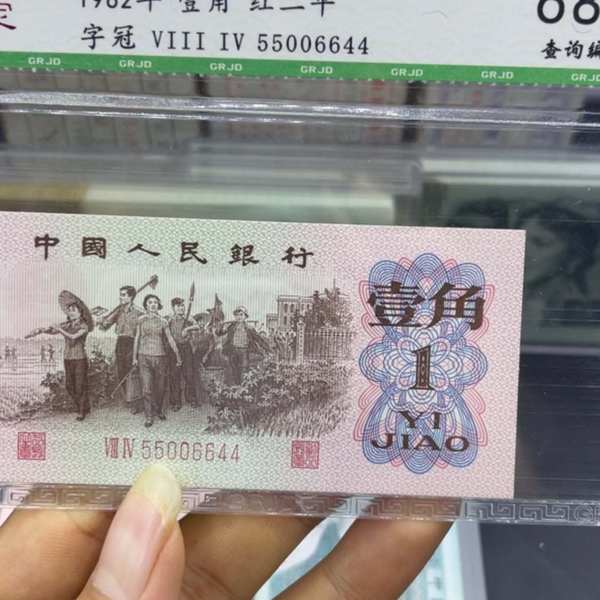 1962年 壹角 红二平
字冠 VIII IV 55006644
GRJD GRJD GRJD GRJD GRJD GRJD GRJD
查询编
中國人民銀行
壹角
1
YI
JIAO
VIII IV 55006644